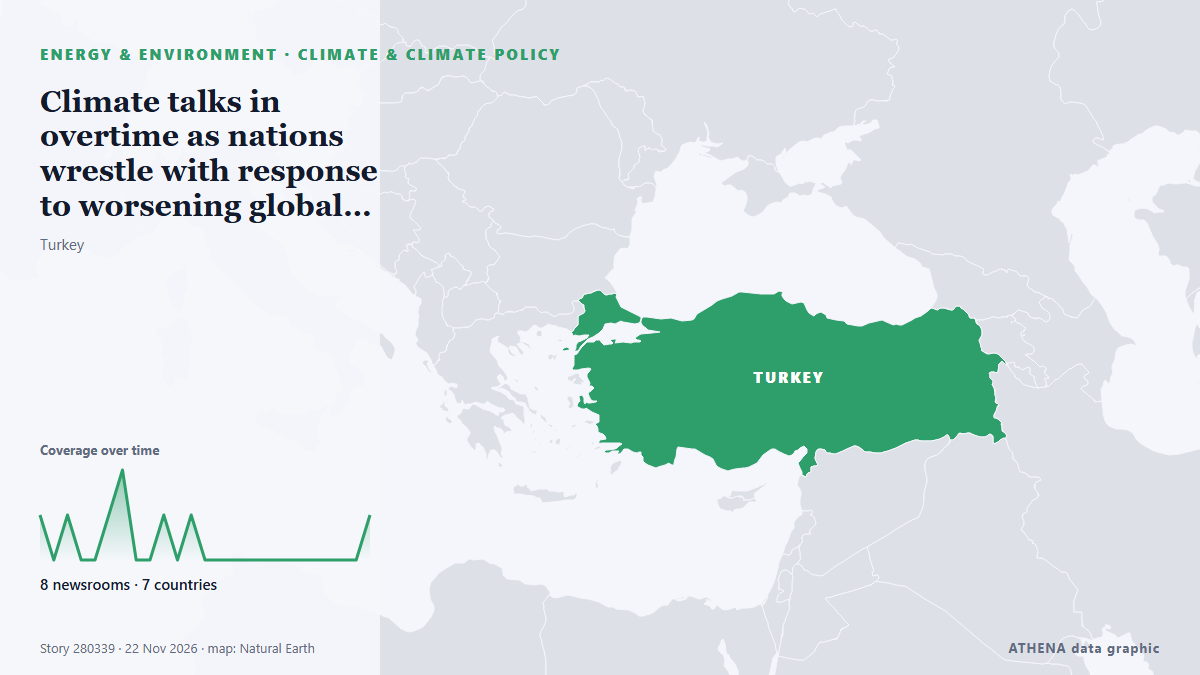 ENERGY & ENVIRONMENT · CLIMATE & CLIMATE POLICY
Climate talks in
overtime as nations
wrestle with response
to worsening global...
Turkey
TURKEY
Coverage over time
8 newsrooms · 7 countries
Story 280339 · 22 Nov 2026 · map: Natural Earth
ATHENA data graphic